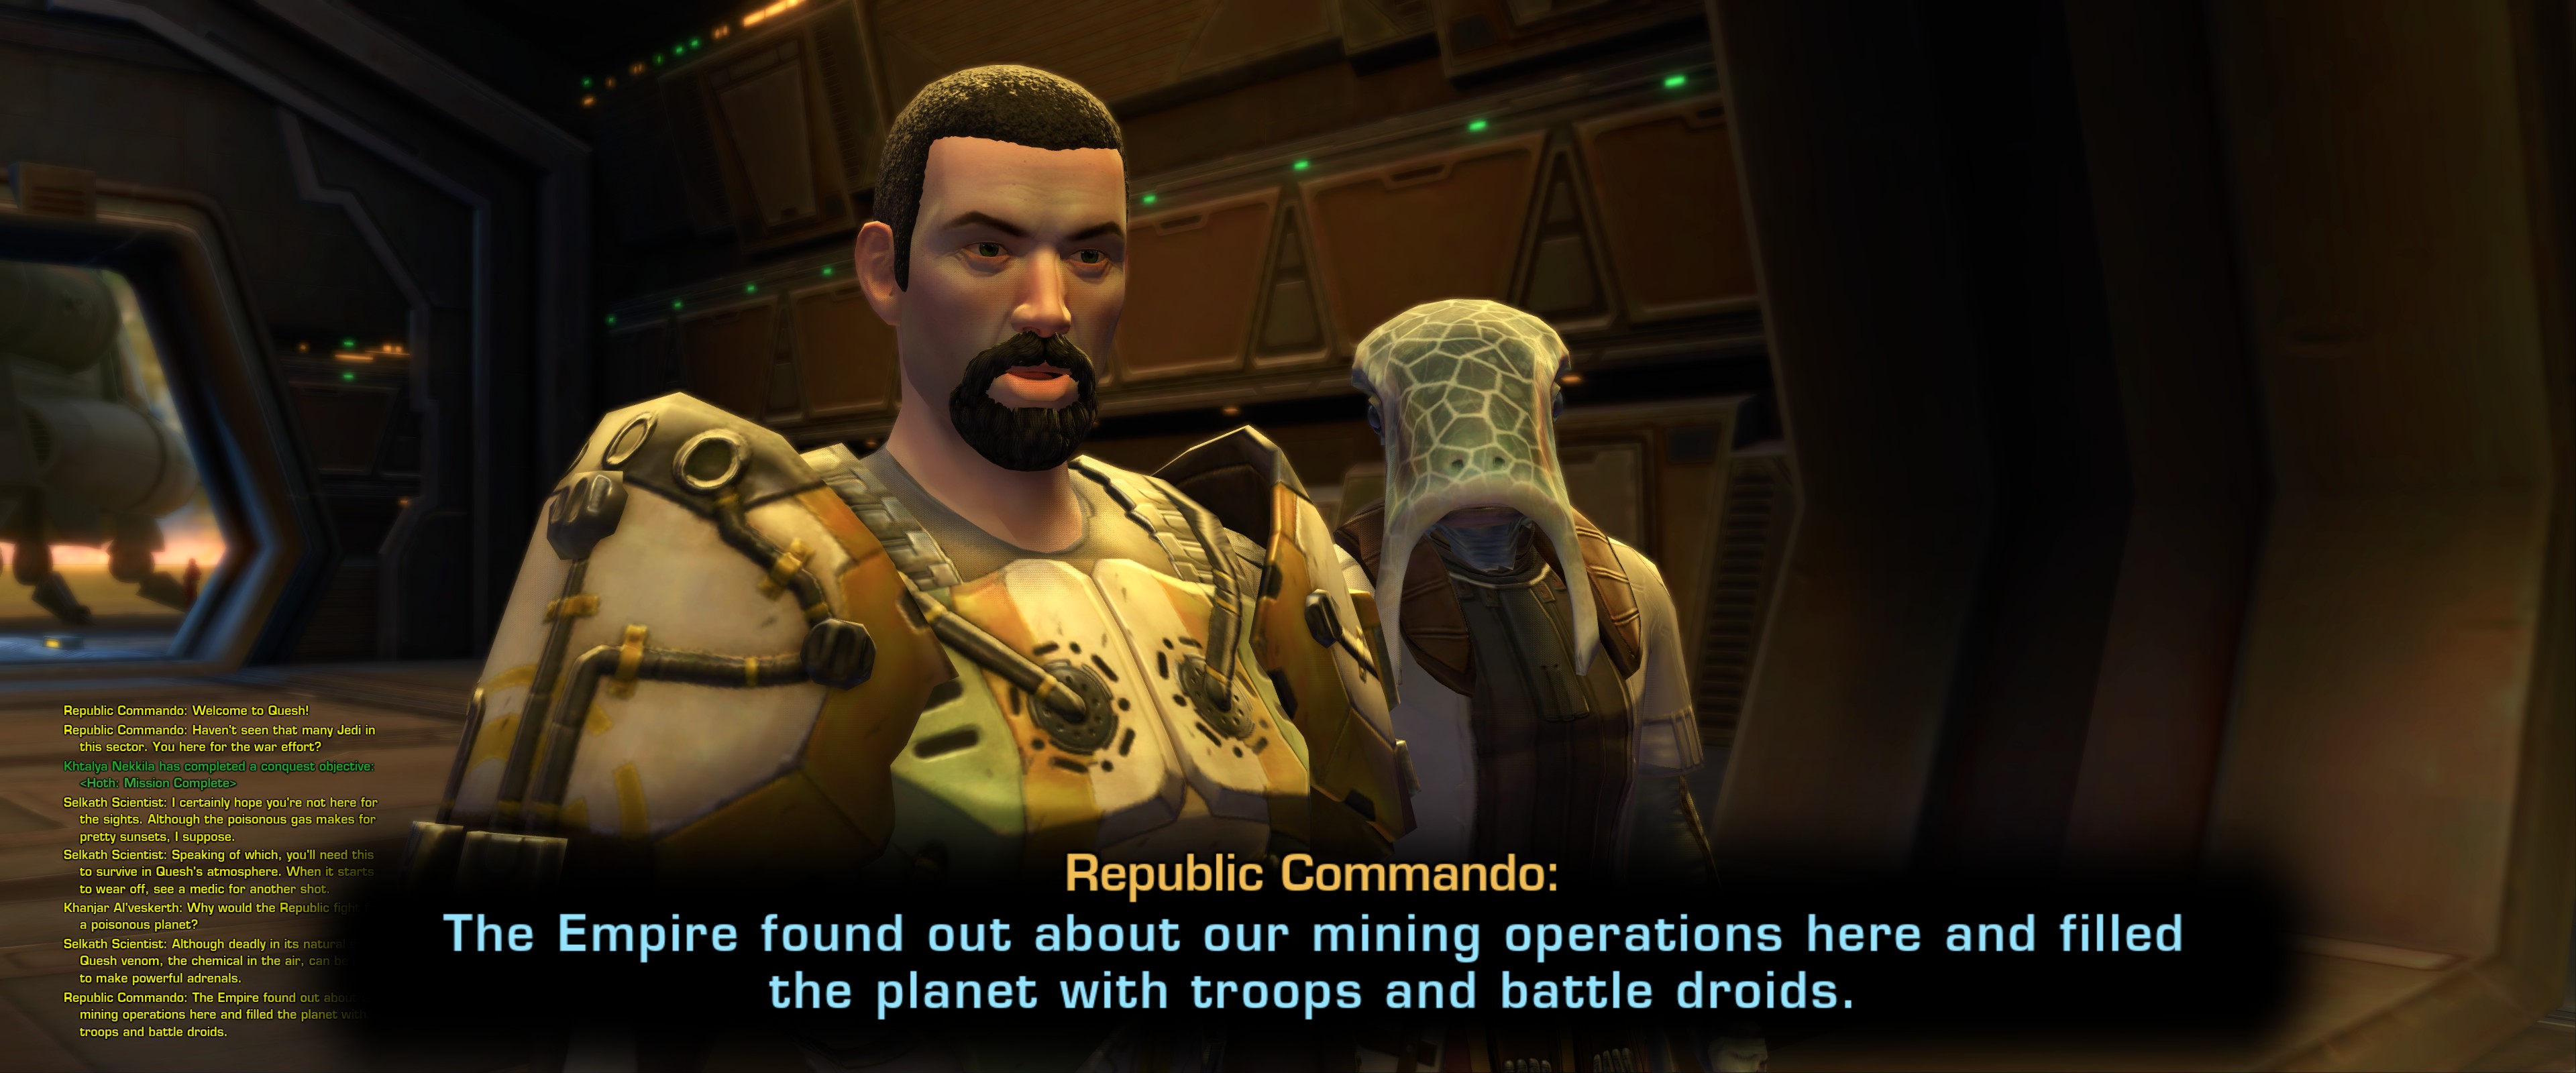 Republic Commando: Welcome to Quesh!
Republic Commando: Haven't seen that many Jedi in
this sector. You here for the war effort?
Khtalya Nekkila has completed a conquest objective:
<Hoth: Mission Complete>
Selkath Scientist: I certainly hope you're not here for
the sights. Although the poisonous gas makes for
pretty sunsets, I suppose.
Selkath Scientist: Speaking of which, you'll need this
to survive in Quesh's atmosphere. When it starts
to wear off, see a medic for another shot.
Khanjar Al'veskerth: Why would the Republic fight
a poisonous planet?
Selkath Scientist: Although deadly in its natural
Quesh venom, the chemical in the air, can be
to make powerful adrenals.
Republic Commando: The Empire found out about
mining operations here and filled the planet with
troops and battle droids.
Republic Commando:
The Empire found out about our mining operations here and filled
the planet with troops and battle droids.